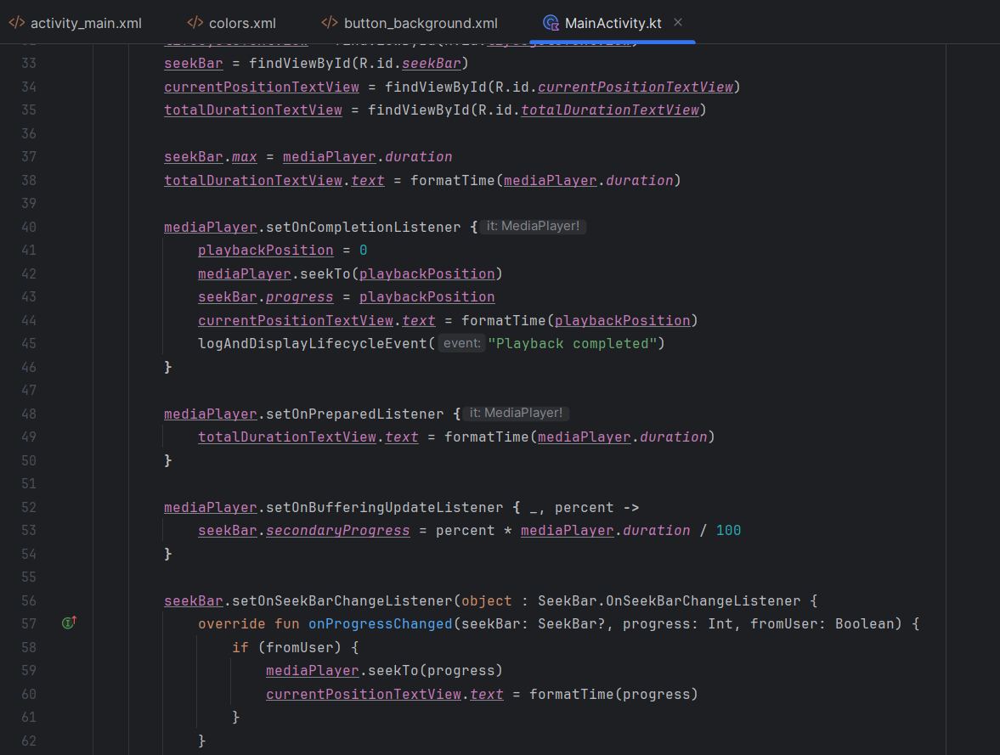 </> activity_main.xml </> colors.xml </> button_background.xml MainActivity.kt ×
33 seekBar = findViewById(R.id.seekBar)
34 currentPositionTextView = findViewById(R.id.currentPositionTextView)
35 totalDurationTextView = findViewById(R.id.totalDurationTextView)
36
37 seekBar.max = mediaPlayer.duration
38 totalDurationTextView.text = formatTime(mediaPlayer.duration)
39
40 mediaPlayer.setOnCompletionListener { it: MediaPlayer!
41 playbackPosition = 0
42 mediaPlayer.seekTo(playbackPosition)
43 seekBar.progress = playbackPosition
44 currentPositionTextView.text = formatTime(playbackPosition)
45 logAndDisplayLifecycleEvent( event: "Playback completed")
46 }
47
48 mediaPlayer.setOnPreparedListener { it: MediaPlayer!
49 totalDurationTextView.text = formatTime(mediaPlayer.duration)
50 }
51
52 mediaPlayer.setOnBufferingUpdateListener { _, percent ->
53 seekBar.secondaryProgress = percent * mediaPlayer.duration / 100
54 }
55
56 seekBar.setOnSeekBarChangeListener(object : SeekBar.OnSeekBarChangeListener {
57 override fun onProgressChanged(seekBar: SeekBar?, progress: Int, fromUser: Boolean) {
58 if (fromUser) {
59 mediaPlayer.seekTo(progress)
60 currentPositionTextView.text = formatTime(progress)
61 }
62 }